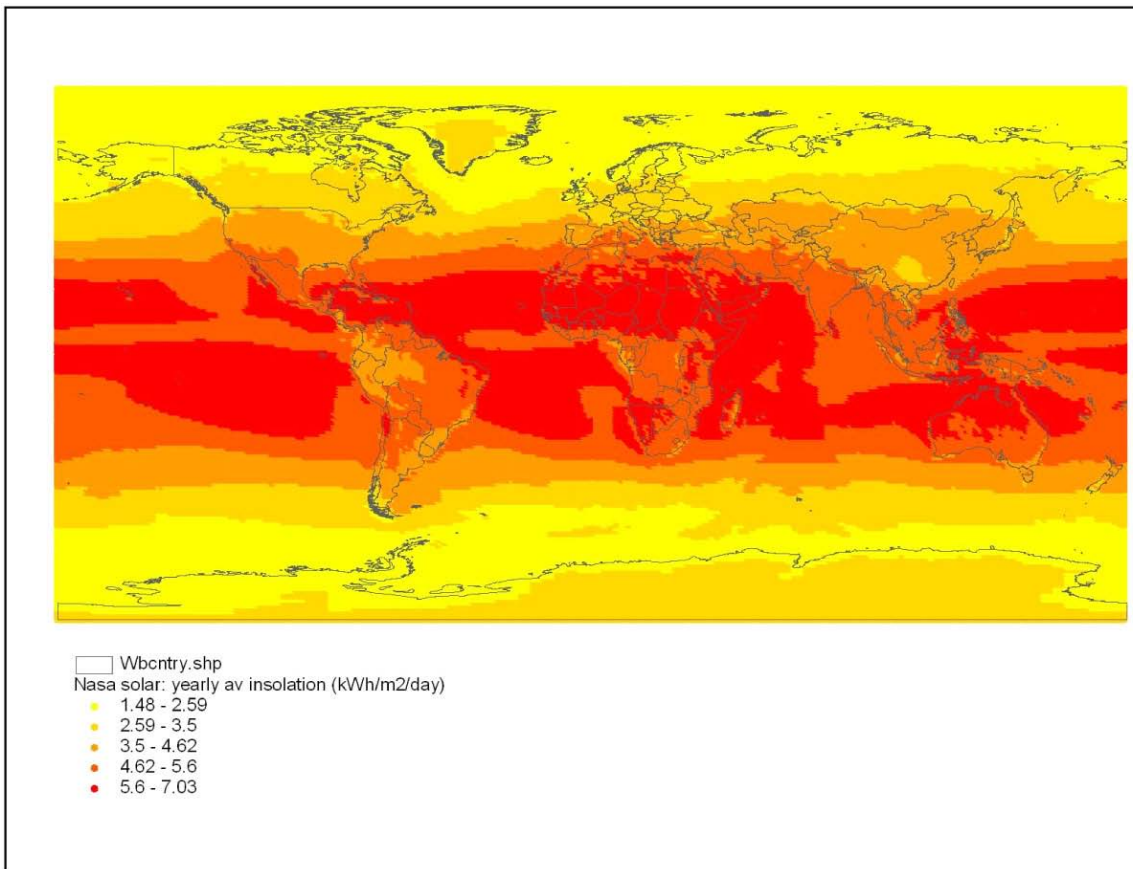 Wbcntry.shp
Nasa solar: yearly av insolation (kWh/m2/day)
1.48 - 2.59
2.59 - 3.5
3.5 - 4.62
4.62 - 5.6
5.6 - 7.03